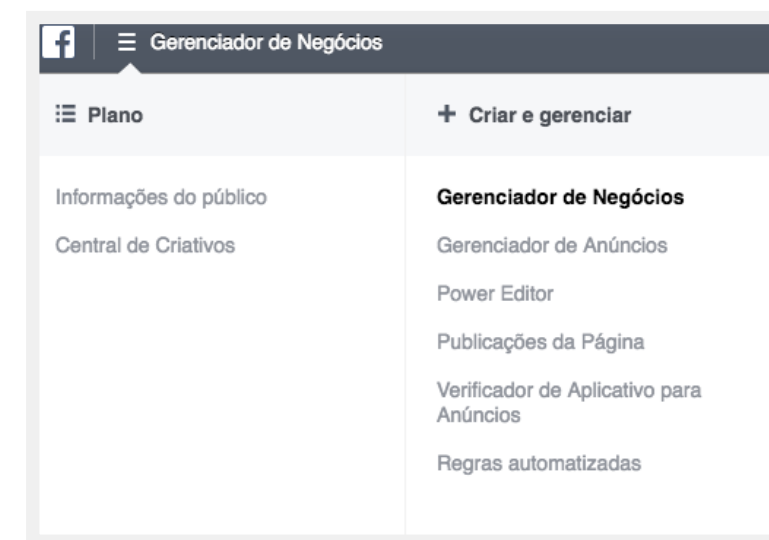 f
Gerenciador de Negócios
Plano
Informações do público
Central de Criativos
Criar e gerenciar
Gerenciador de Negócios
Gerenciador de Anúncios
Power Editor
Publicações da Página
Verificador de Aplicativo para
Anúncios
Regras automatizadas